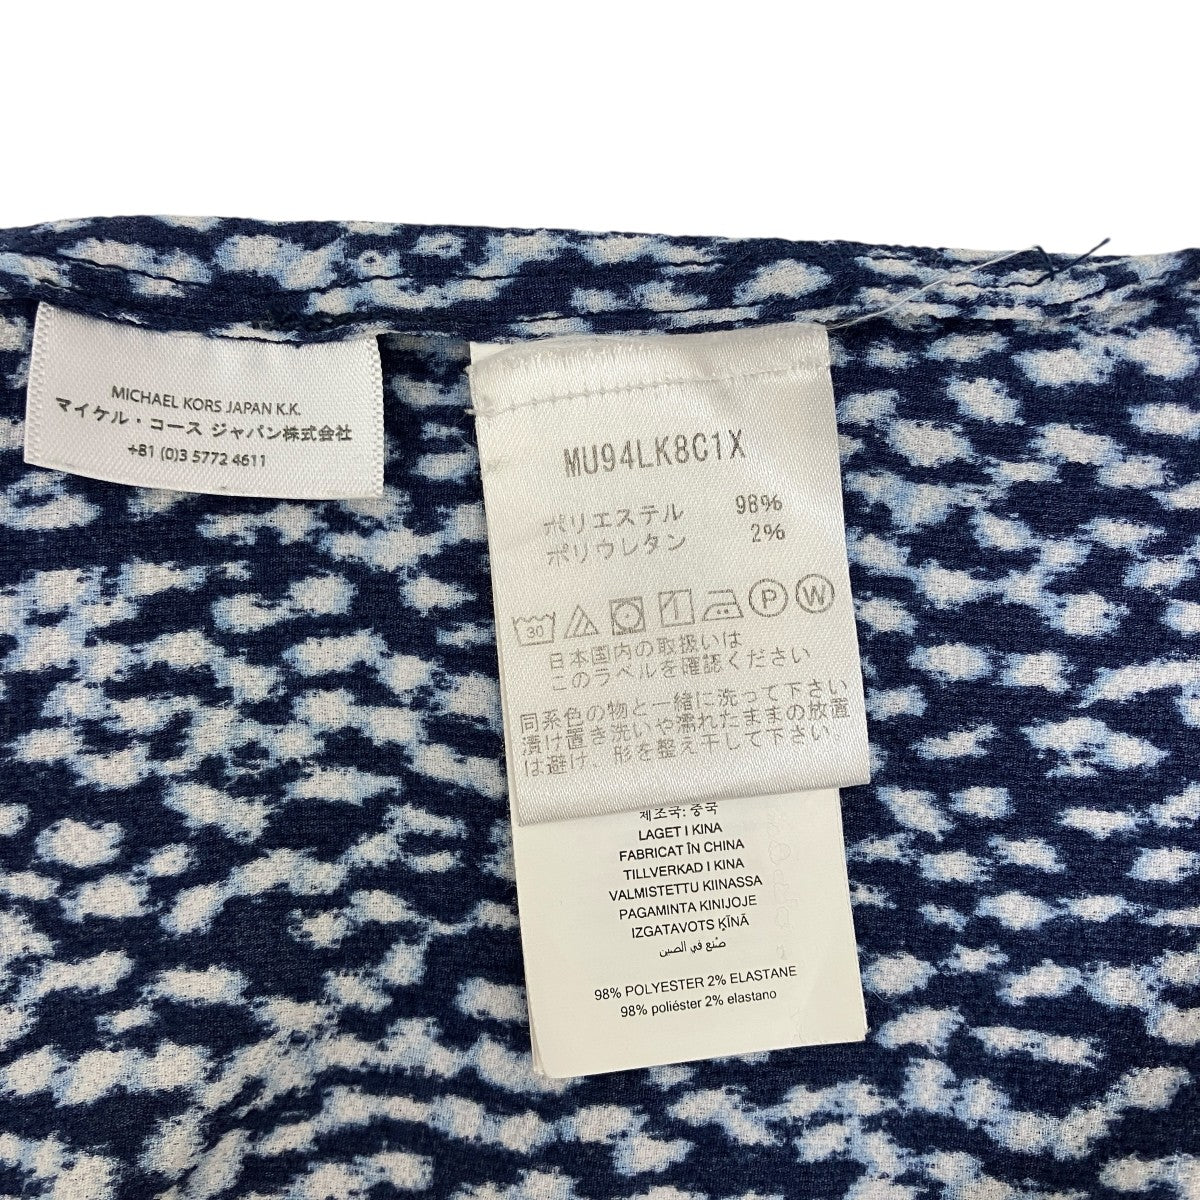 MICHAEL KORS JAPAN K.K.
マイケル・コース ジャパン株式会社
+81 (0)3 5772 4611
MU94LK8C1X
ポリエステル 98%
ポリウレタン 2%
30 P W
日本国内の取扱いは
このラベルを確認ください
同系色の物と一緒に洗って下さい
漬け置き洗いや濡れたままの放置
は避け、形を整え干して下さい
제조국: 중국
LAGET I KINA
FABRICAT ÎN CHINA
TILLVERKAD I KINA
VALMISTETTU KIINASSA
PAGAMINTA KINIJOJE
IZGATAVOTS ĶĪNĀ
صنع في الصين
98% POLYESTER 2% ELASTANE
98% poliéster 2% elastano